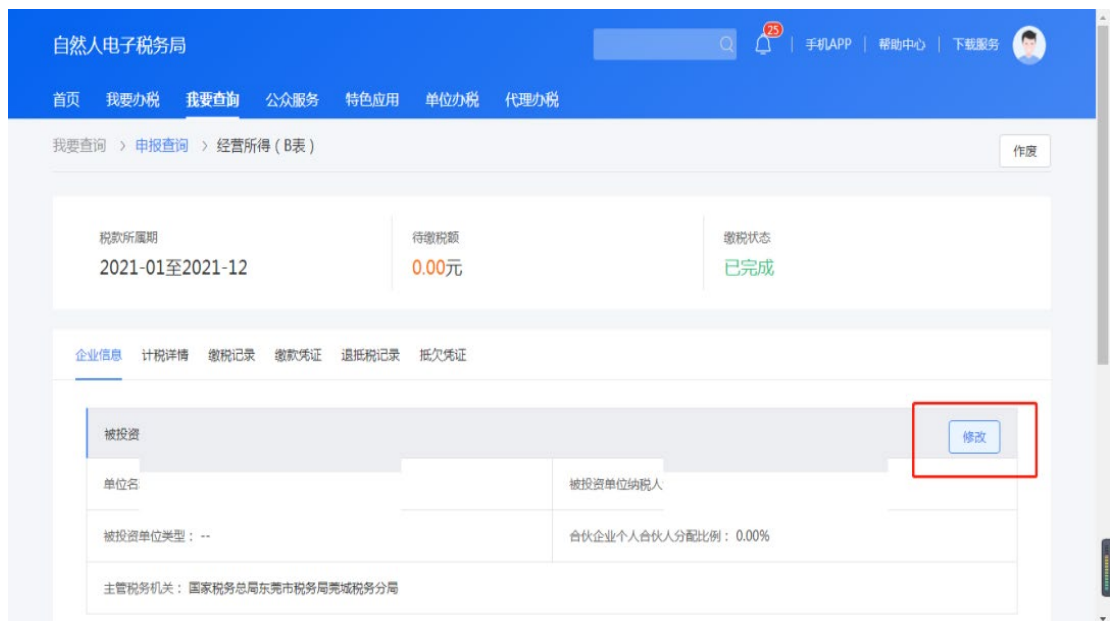 自然人电子税务局
25
手机APP | 帮助中心 | 下载服务
首页 我要办税 我要查询 公众服务 特色应用 单位办税 代理办税
我要查询 > 申报查询 > 经营所得 ( B表 )
作废
税款所属期 待缴税额 缴税状态
2021-01至2021-12 0.00元 已完成
企业信息 计税详情 缴税记录 缴款凭证 退抵税记录 抵欠凭证
被投资
修改
单位名 被投资单位纳税人
被投资单位类型： -- 合伙企业个人合伙人分配比例： 0.00%
主管税务机关： 国家税务总局东莞市税务局莞城税务分局